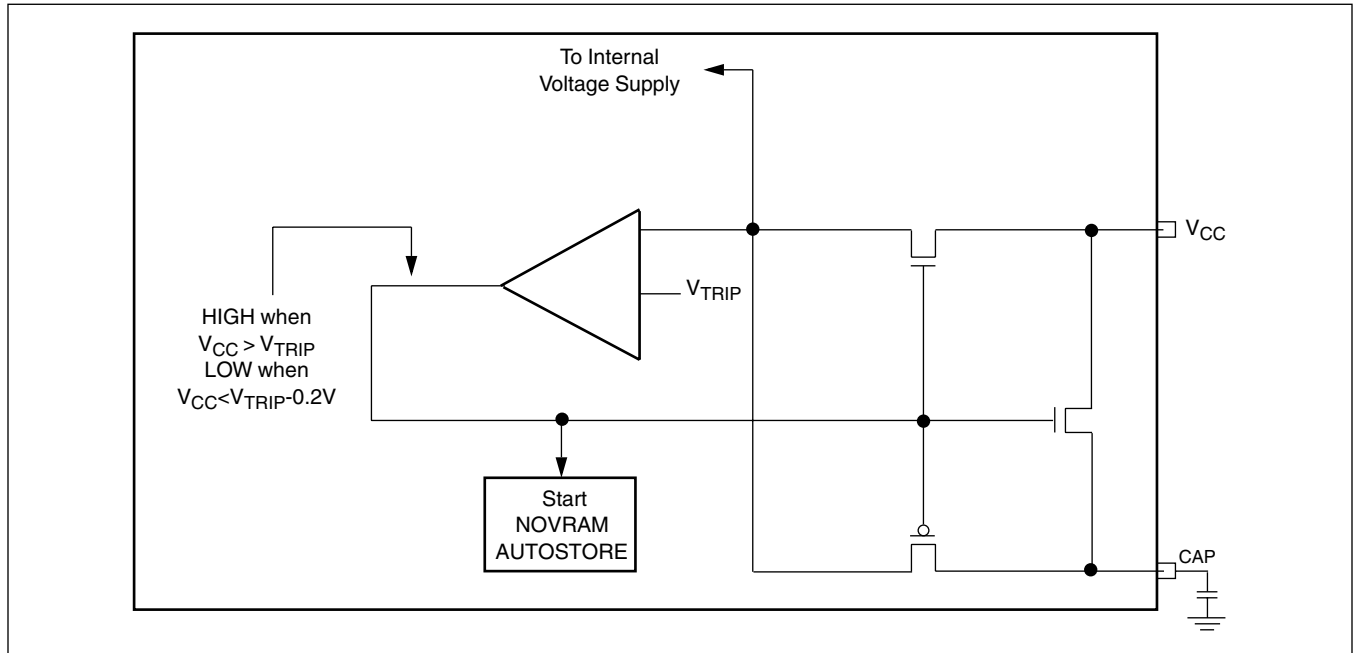 To Internal
Voltage Supply
VCC
VTRIP
HIGH when
VCC > VTRIP
LOW when
VCC<VTRIP-0.2V
Start
NOVRAM
AUTOSTORE
CAP